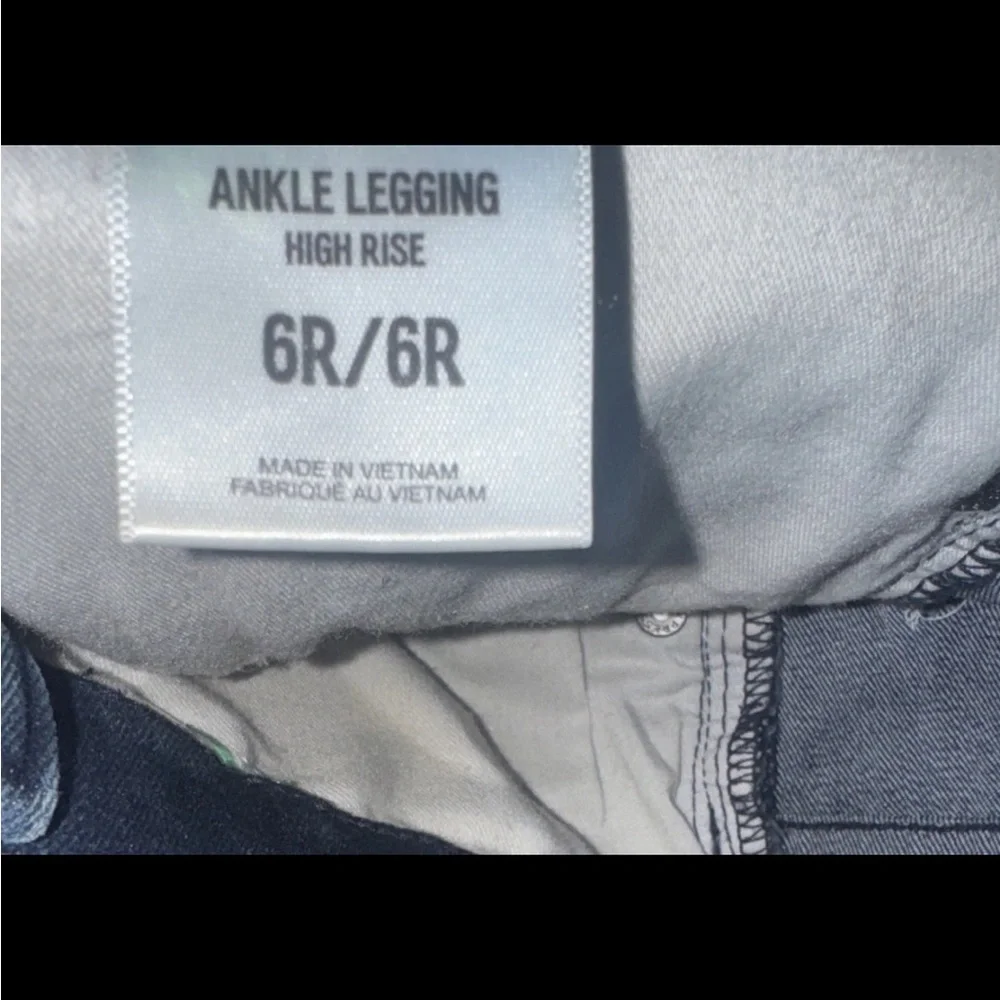 ANKLE LEGGING
HIGH RISE
6R/6R
MADE IN VIETNAM
FABRIQUÉ AU VIETNAM